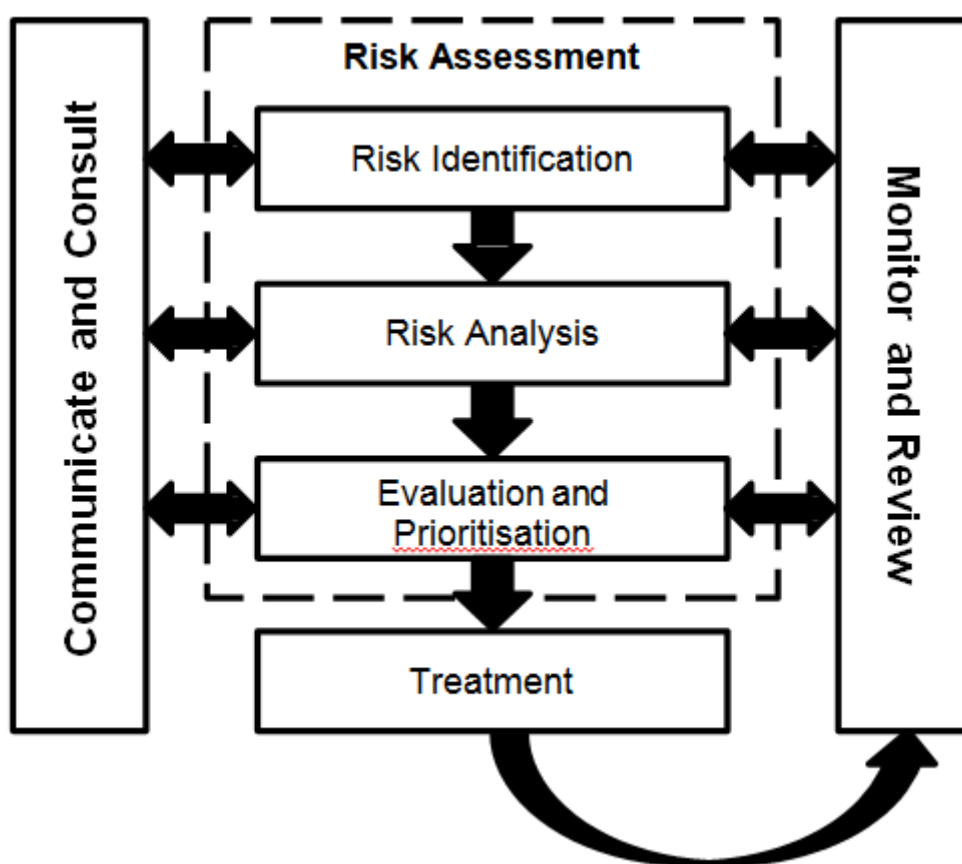 Risk Assessment
Communicate and Consult
Risk Identification
Risk Analysis
Evaluation and
Prioritisation
Treatment
Monitor and Review